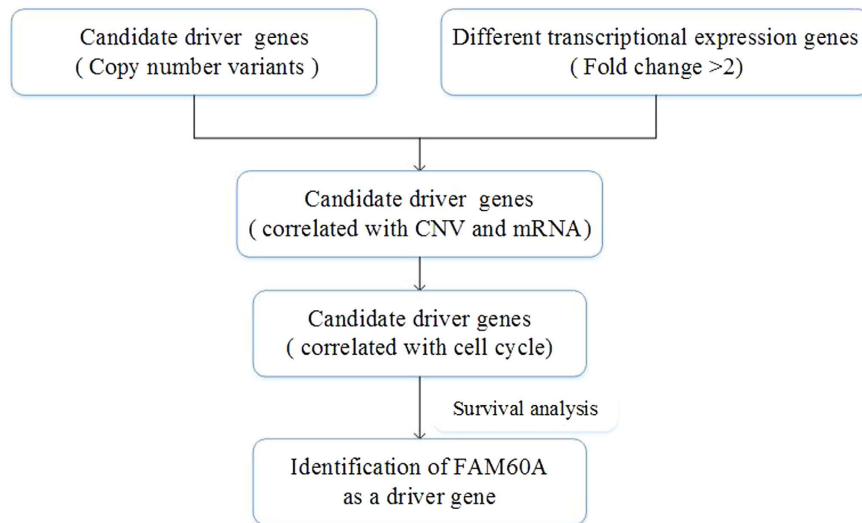 Candidate driver genes
( Copy number variants )
Different transcriptional expression genes
( Fold change >2)
Candidate driver genes
( correlated with CNV and mRNA)
Candidate driver genes
( correlated with cell cycle)
Survival analysis
Identification of FAM60A
as a driver gene